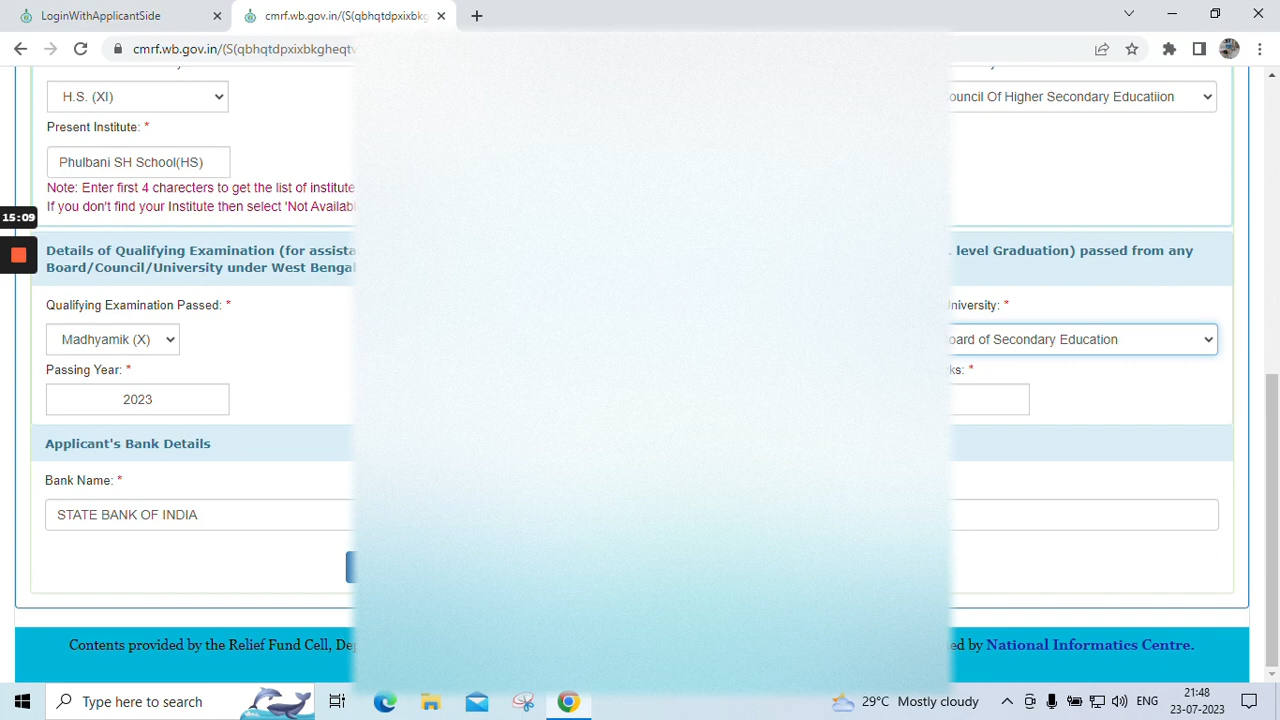 LoginWithApplicantSide
cmrf.wb.gov.in/(S(qbhqtdpxixbkg
cmrf.wb.gov.in/(S(qbhqtdpxixbkgheqtv
H.S. (XI)
ouncil Of Higher Secondary Educatiion
Present Institute: *
Phulbani SH School(HS)
Note: Enter first 4 charecters to get the list of institute
If you don't find your Institute then select 'Not Availab
15:09
Details of Qualifying Examination (for assista
. level Graduation) passed from any
Board/Council/University under West Benga
Qualifying Examination Passed: *
niversity: *
Madhyamik (X)
oard of Secondary Education
Passing Year: *
ks: *
2023
Applicant's Bank Details
Bank Name: *
STATE BANK OF INDIA
Contents provided by the Relief Fund Cell, De
ed by National Informatics Centre.
Type here to search
29°C Mostly cloudy
ENG
21:48
23-07-2023